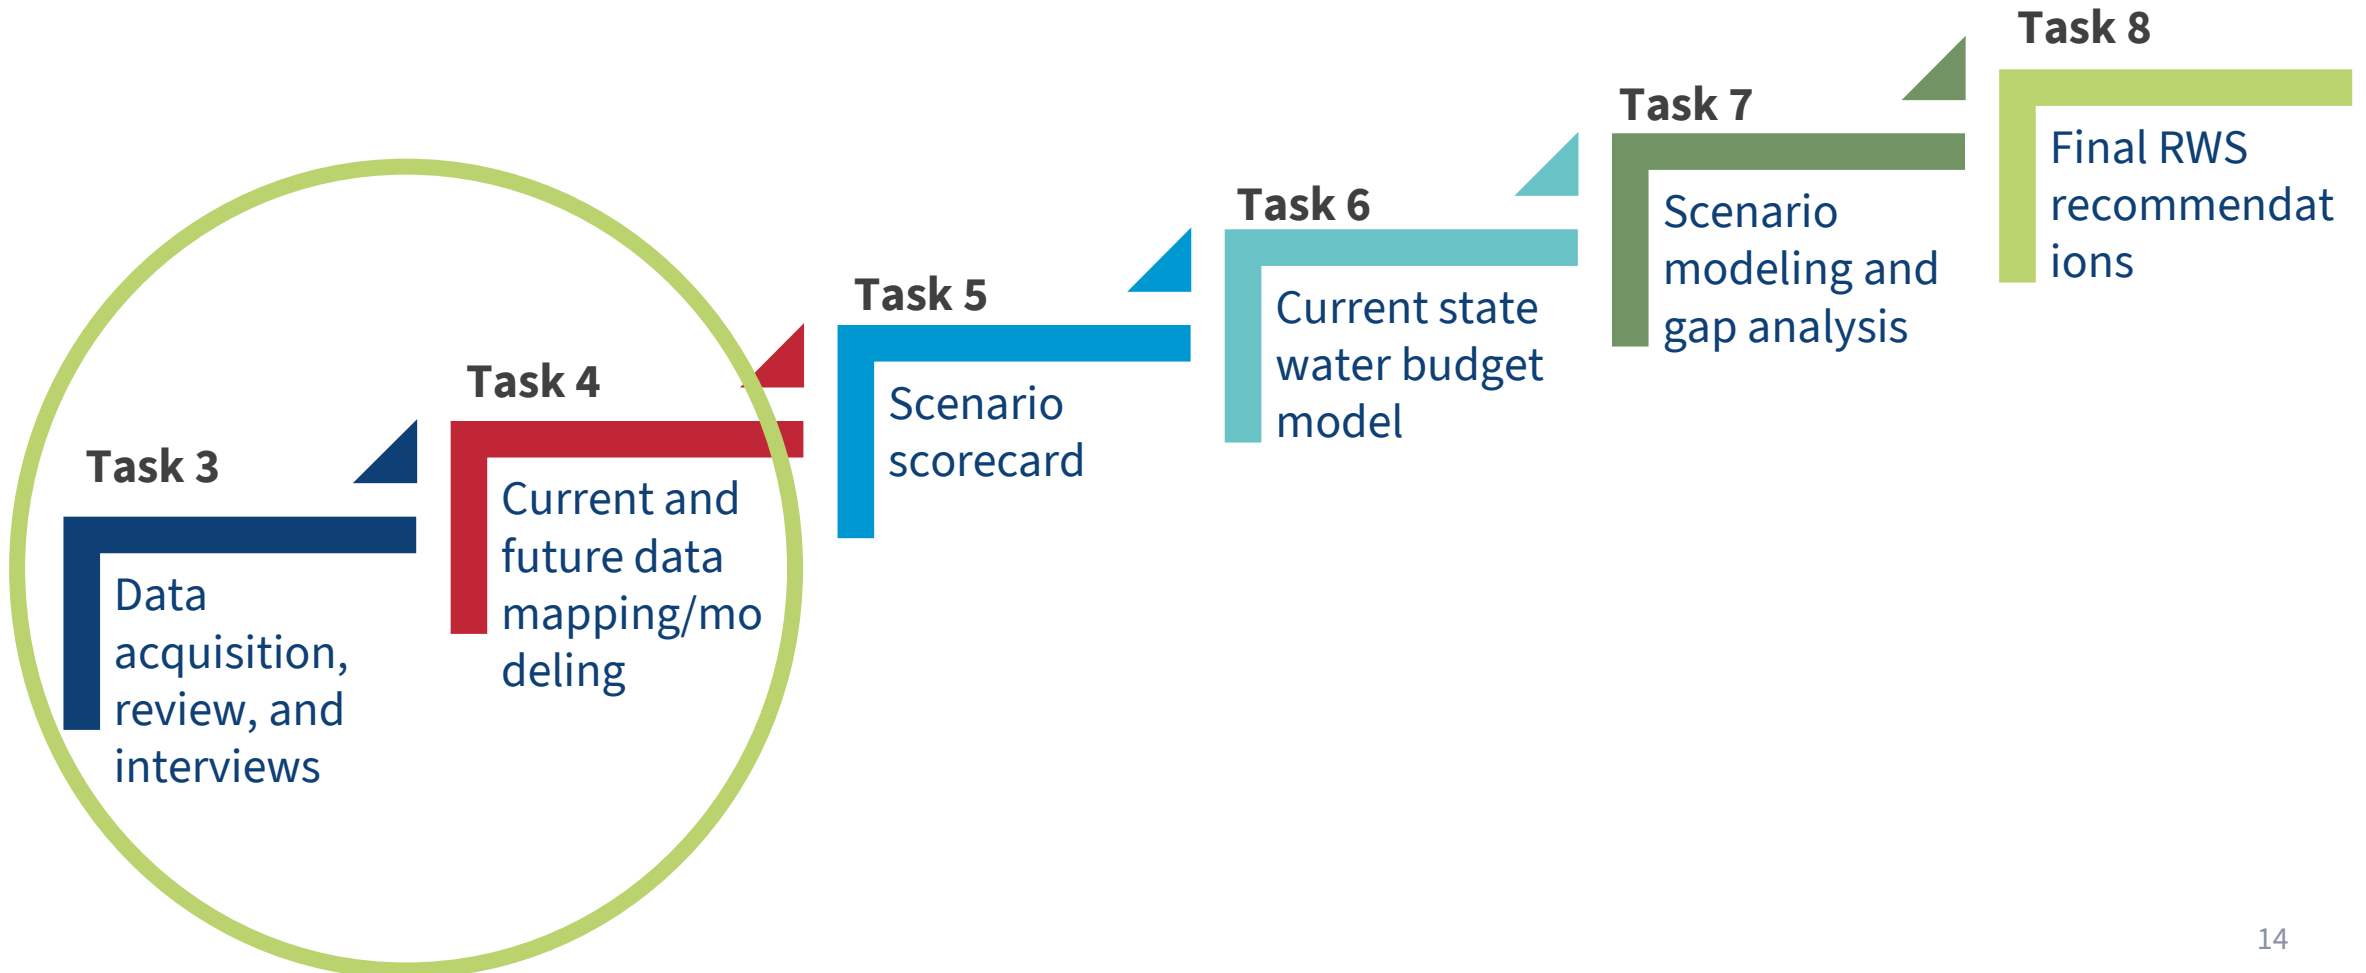 Task 3
Data
acquisition,
review, and
interviews
Task 4
Current and
future data
mapping/mo
deling
Task 5
Scenario
scorecard
Task 6
Current state
water budget
model
Task 7
Scenario
modeling and
gap analysis
Task 8
Final RWS
recommendat
ions
14